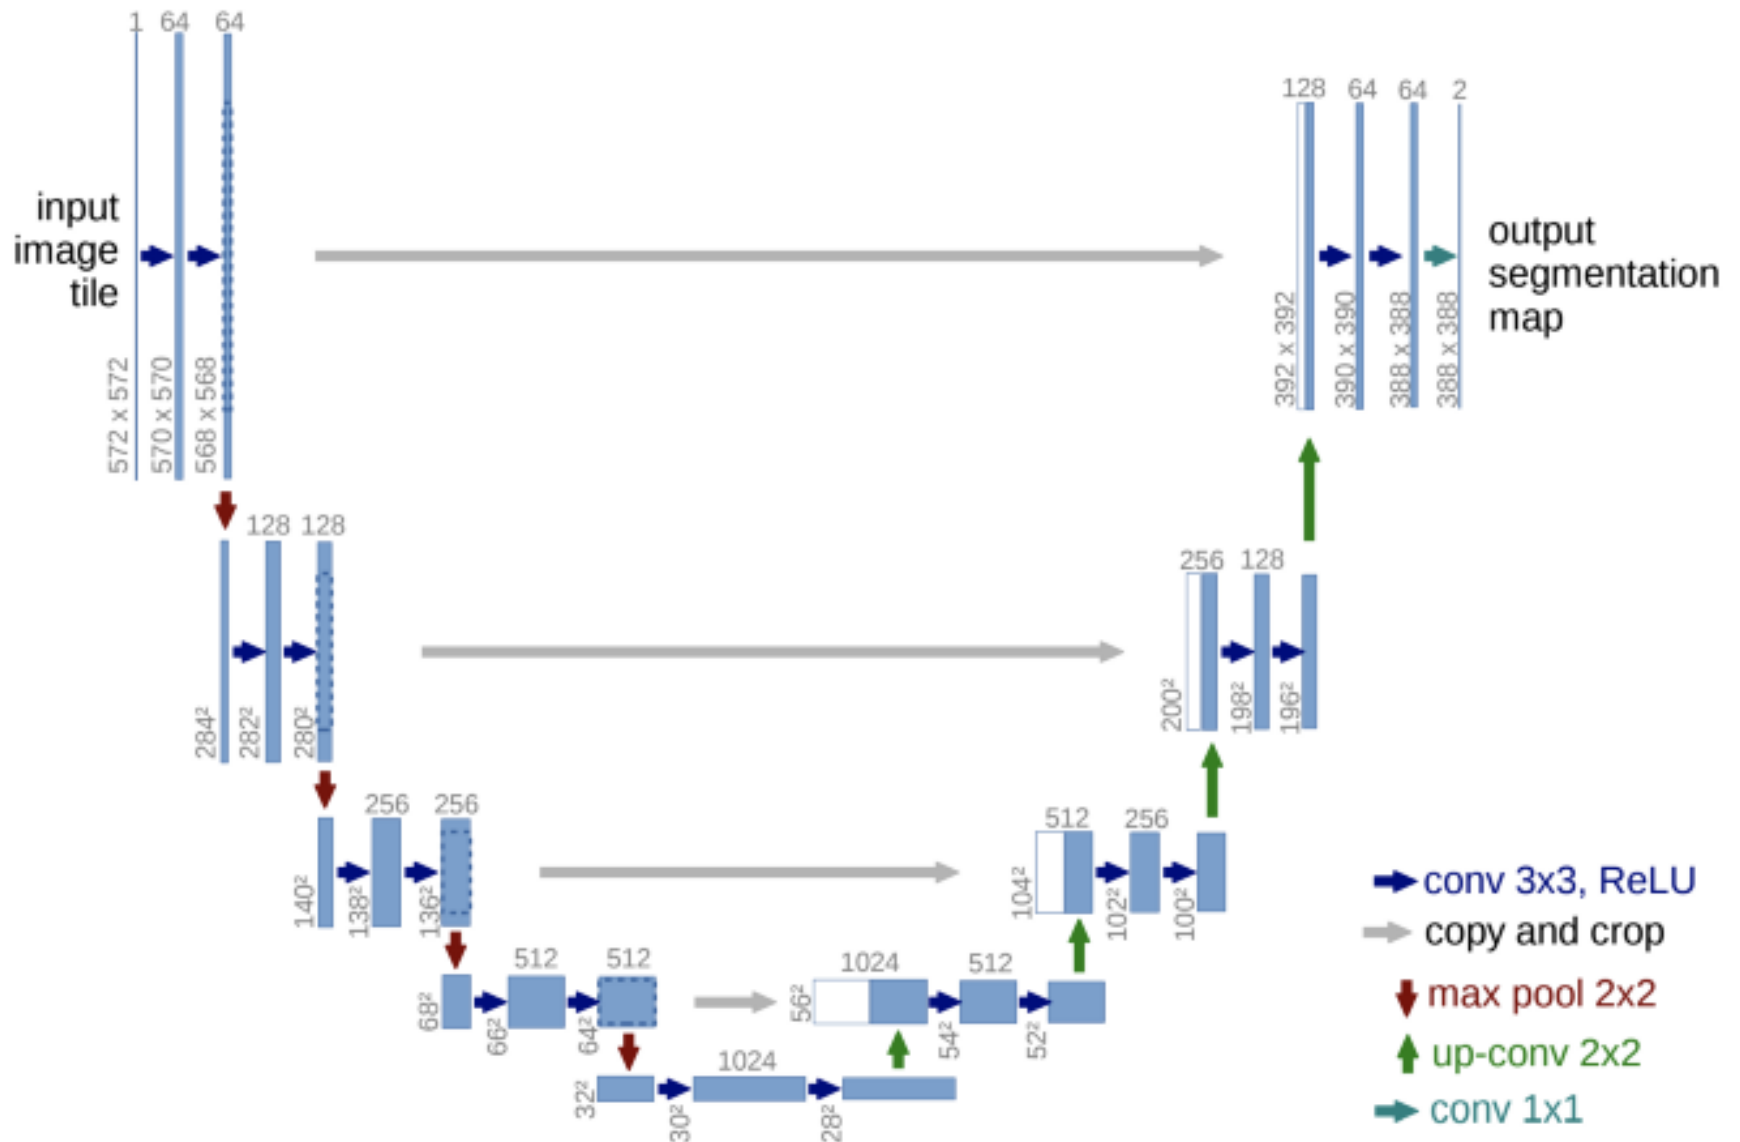 1 64 64
input
image
tile
572 x 572
570 x 570
568 x 568
128 64 64 2
output
segmentation
map
392 x 392
390 x 390
388 x 388
388 x 388
128 128
284²
282²
280²
256 128
200²
198²
196²
256 256
140²
138²
136²
512 256
104²
102²
100²
512 512
68²
66²
64²
1024 512
56²
54²
52²
1024
32²
30²
28²
conv 3x3, ReLU
copy and crop
max pool 2x2
up-conv 2x2
conv 1x1